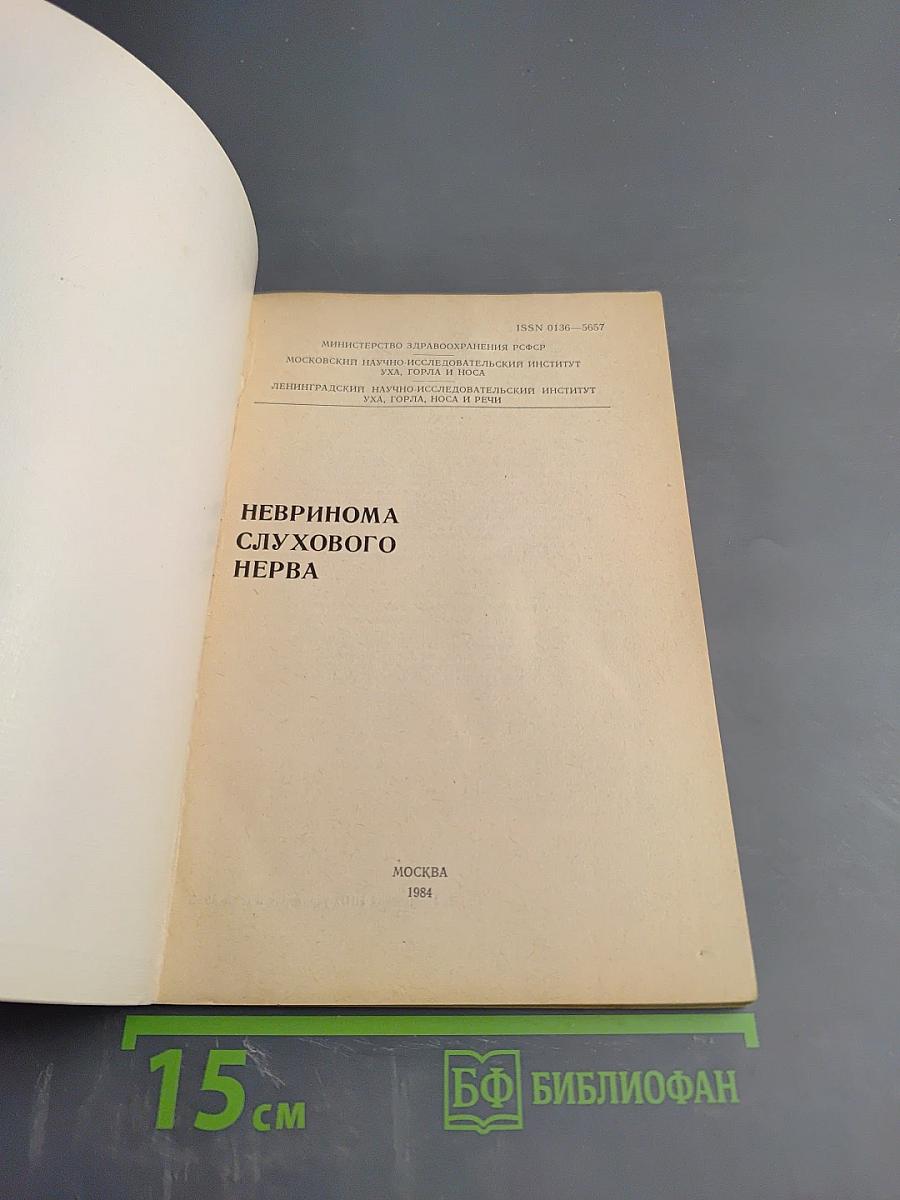 ISSN 0136—5657
МИНИСТЕРСТВО ЗДРАВООХРАНЕНИЯ РСФСР
МОСКОВСКИЙ НАУЧНО-ИССЛЕДОВАТЕЛЬСКИЙ ИНСТИТУТ
УХА, ГОРЛА И НОСА
ЛЕНИНГРАДСКИЙ НАУЧНО-ИССЛЕДОВАТЕЛЬСКИЙ ИНСТИТУТ
УХА, ГОРЛА, НОСА И РЕЧИ
НЕВРИНОМА
СЛУХОВОГО
НЕРВА
МОСКВА
1984
15 см
БФ БИБЛИОФАН